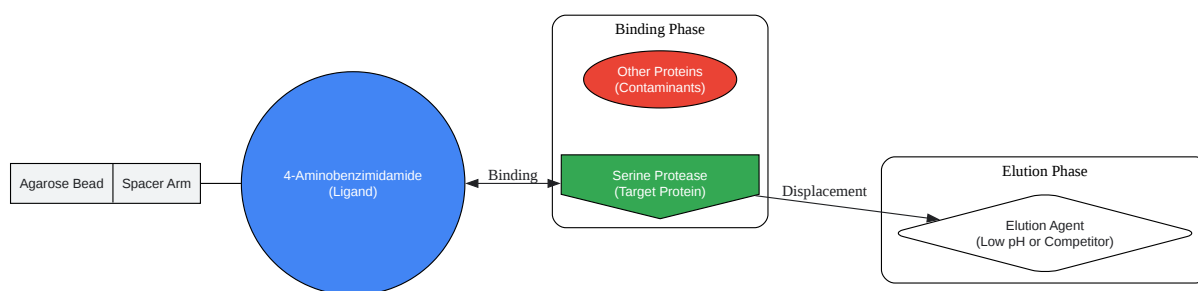 Agarose Bead
Spacer Arm
4-Aminobenzimidamide
(Ligand)
Binding
Binding Phase
Other Proteins
(Contaminants)
Serine Protease
(Target Protein)
Displacement
Elution Phase
Elution Agent
(Low pH or Competitor)